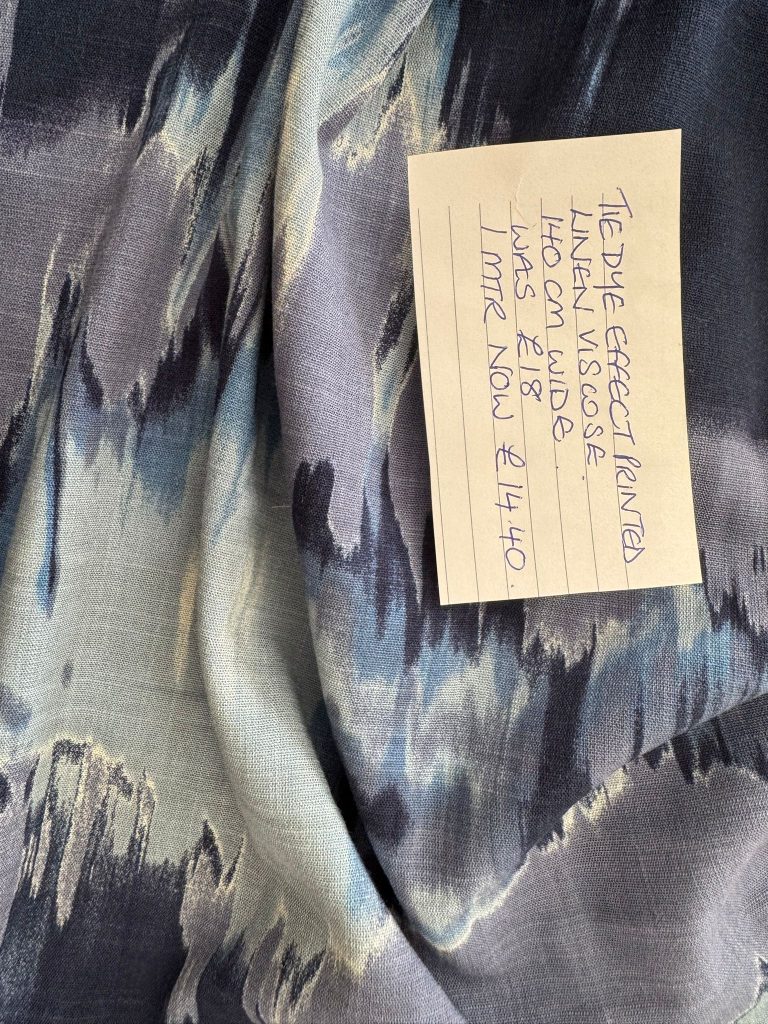 TIE DYE EFFECT PRINTED
LINEN VISCOSE
140 CM WIDE.
WAS £18
1 MTR NOW £14.40.